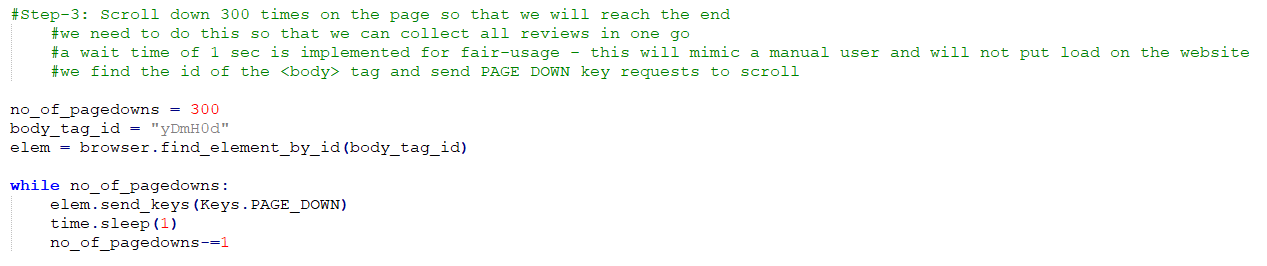 #Step-3: Scroll down 300 times on the page so that we will reach the end
#we need to do this so that we can collect all reviews in one go
#a wait time of 1 sec is implemented for fair-usage - this will mimic a manual user and will not put load on the website
#we find the id of the <body> tag and send PAGE DOWN key requests to scroll
no_of_pagedowns = 300
body_tag_id = "yDmH0d"
elem = browser.find_element_by_id(body_tag_id)
while no_of_pagedowns:
elem.send_keys(Keys.PAGE_DOWN)
time.sleep(1)
no_of_pagedowns-=1